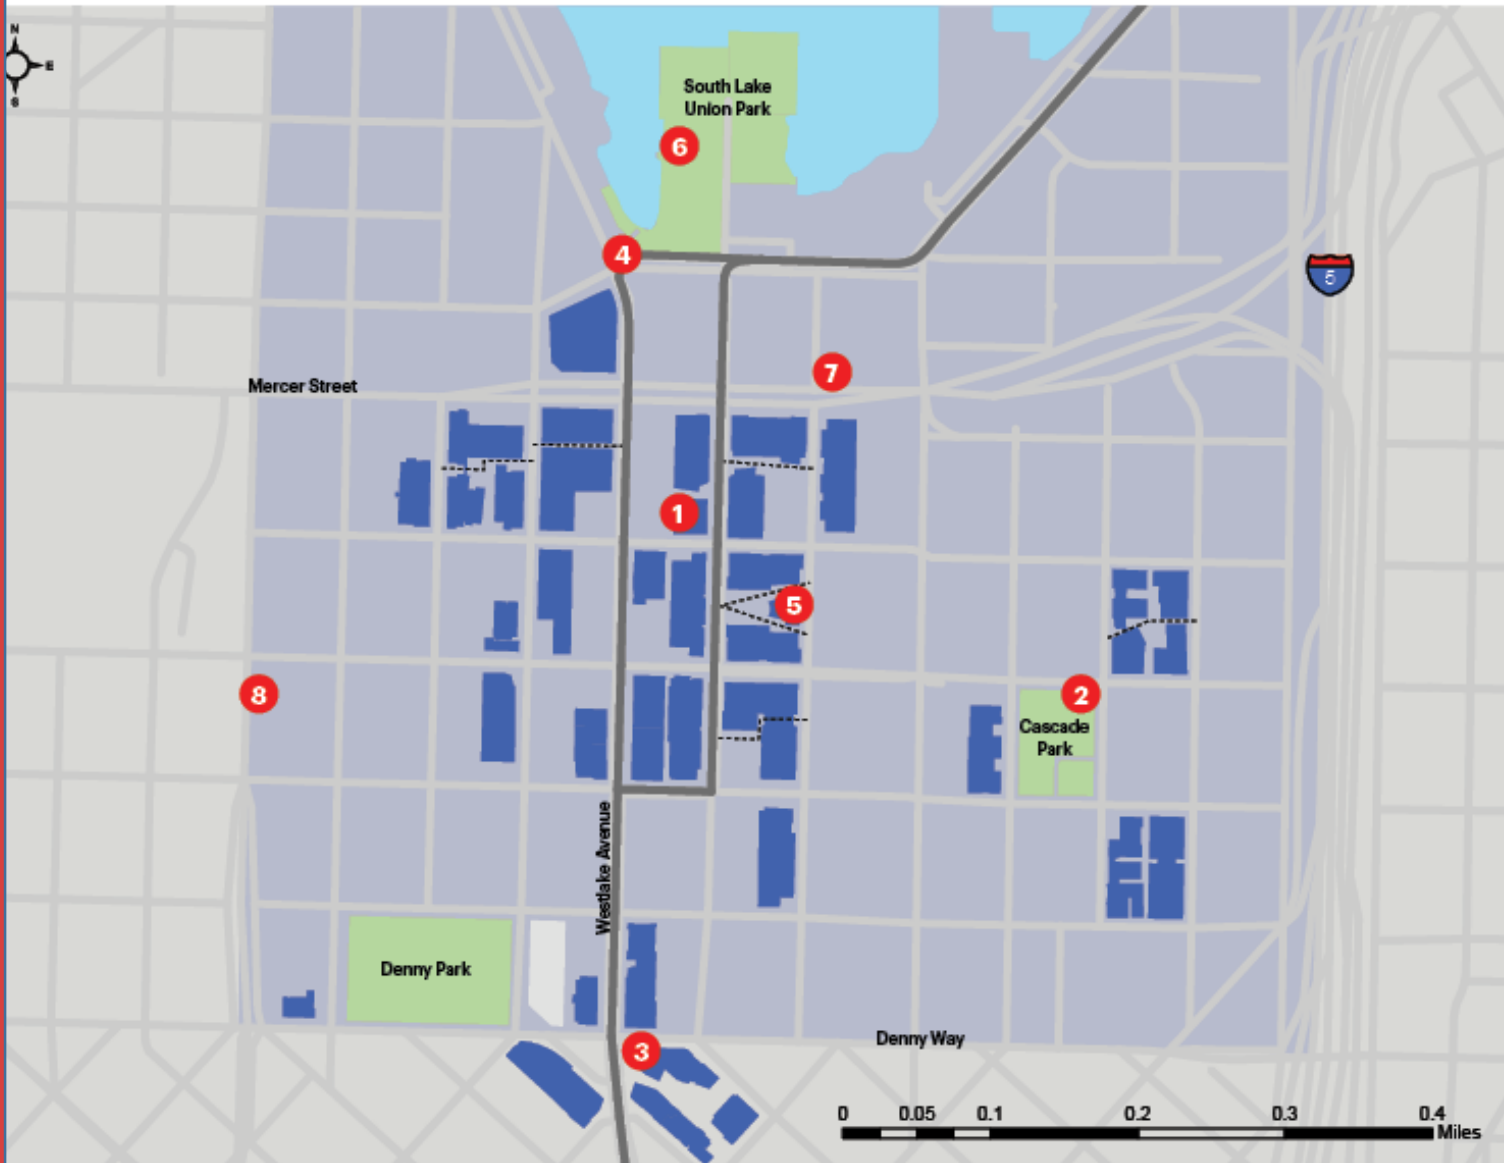 N
E
S
South Lake
Union Park
6
4
5
7
Mercer Street
1
5
8
2
Cascade
Park
Westlake Avenue
Denny Park
3
Denny Way
0 0.05 0.1 0.2 0.3 0.4
Miles